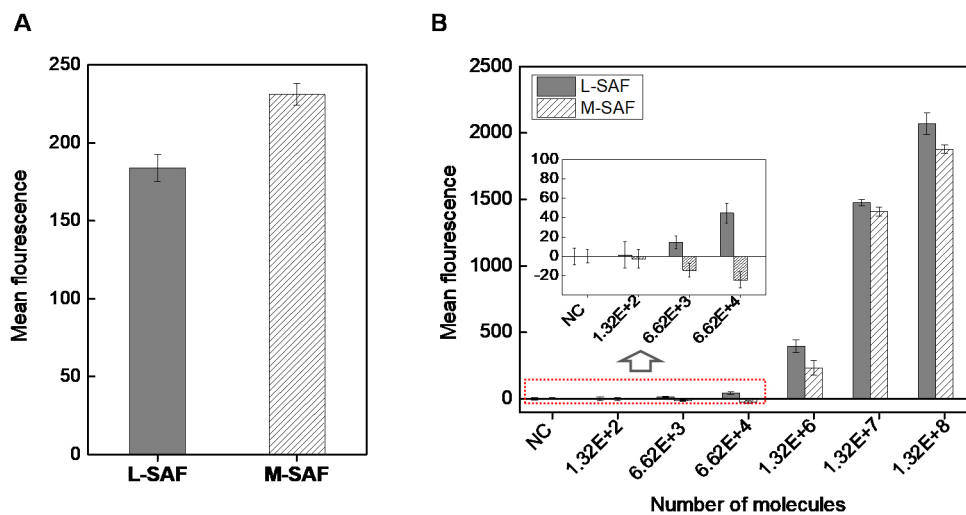 A
Mean flourescence
250
200
150
100
50
0
L-SAF
M-SAF
B
Mean flourescence
2500
2000
1500
1000
500
0
L-SAF
M-SAF
100
80
60
40
20
0
-20
NC
1.32E+2
6.62E+3
6.62E+4
NC
1.32E+2
6.62E+3
6.62E+4
1.32E+6
1.32E+7
1.32E+8
Number of molecules